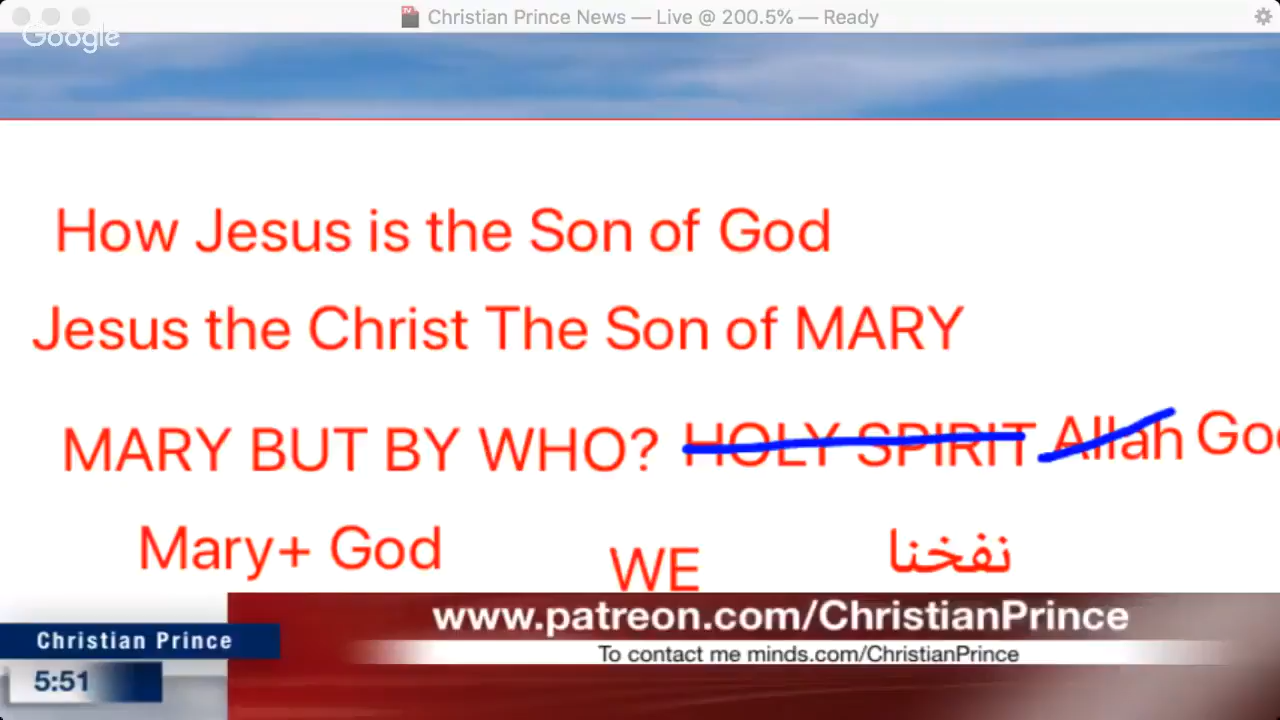 Christian Prince News — Live @ 200.5% — Ready
Google
How Jesus is the Son of God
Jesus the Christ The Son of MARY
MARY BUT BY WHO? HOLY SPIRIT Allah
Mary+ God WE نفخنا
www.patreon.com/ChristianPrince
Christian Prince
To contact me minds.com/ChristianPrince
5:51